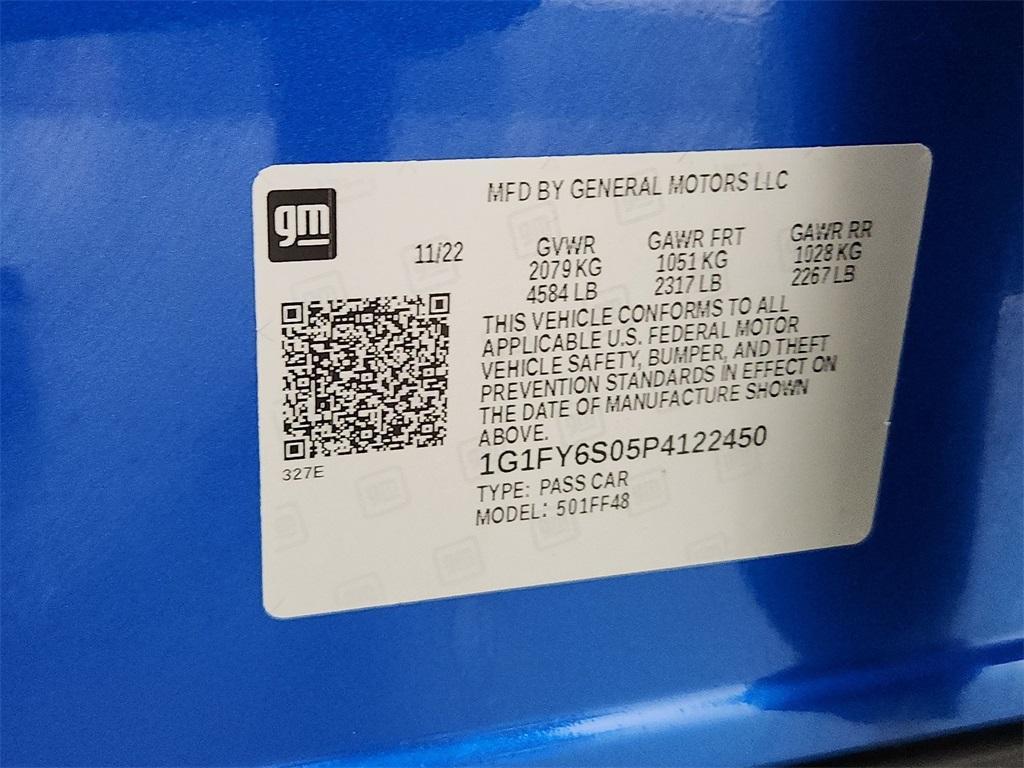 gm
MFD BY GENERAL MOTORS LLC
11/22
GVWR
2079 KG
4584 LB
GAWR FRT
1051 KG
2317 LB
GAWR RR
1028 KG
2267 LB
THIS VEHICLE CONFORMS TO ALL
APPLICABLE U.S. FEDERAL MOTOR
VEHICLE SAFETY, BUMPER, AND THEFT
PREVENTION STANDARDS IN EFFECT ON
THE DATE OF MANUFACTURE SHOWN
ABOVE.
1G1FY6S05P4122450
TYPE: PASS CAR
MODEL: 501FF48
327E